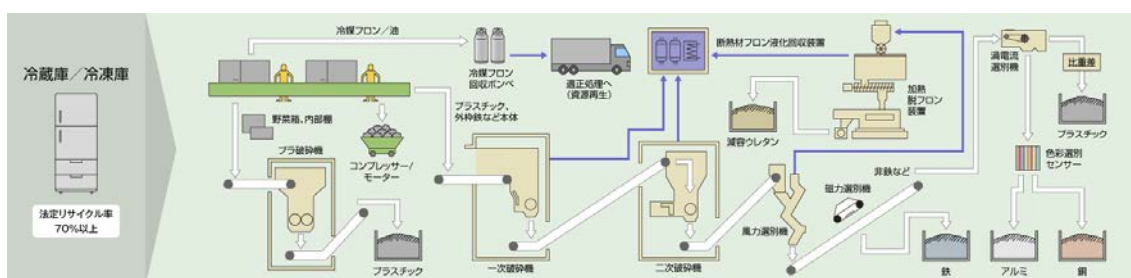 冷蔵庫／冷凍庫
法定リサイクル率
70%以上
冷媒フロン／油
冷媒フロン
回収ボンベ
適正処理へ
(資源再生)
断熱材フロン液化回収装置
野菜箱、内部棚
プラ破砕機
コンプレッサー/
モーター
プラスチック、
外枠鉄など本体
プラスチック
一次破砕機
二次破砕機
減容ウレタン
加熱
脱フロン
装置
風力選別機
磁力選別機
非鉄など
渦電流
選別機
比重差
プラスチック
色彩選別
センサー
鉄
アルミ
銅